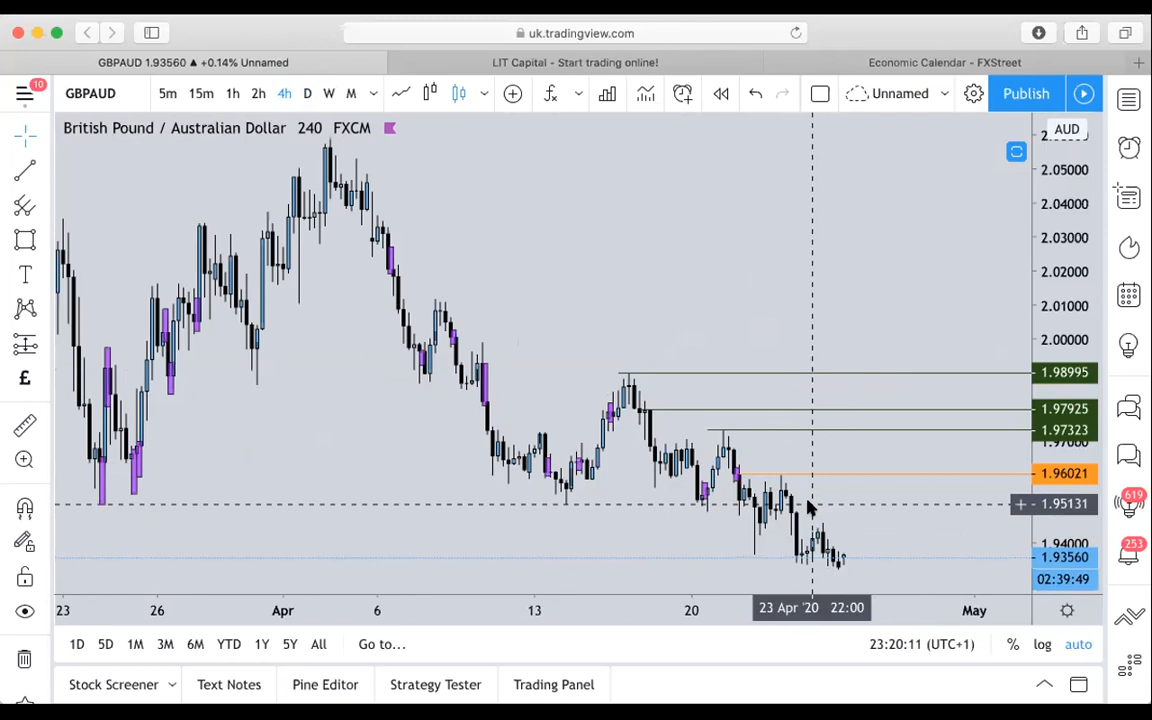 uk.tradingview.com
GBPAUD 1.93560 ▲ +0.14% Unnamed
LIT Capital - Start trading online!
Economic Calendar - FXStreet
10
GBPAUD
5m 15m 1h 2h 4h D W M
Unnamed
Publish
British Pound / Australian Dollar 240 FXCM
AUD
2.05000
2.04000
2.03000
2.02000
2.01000
2.00000
1.98995
1.97925
1.97323
1.97000
1.96021
1.95131
1.94000
1.93560
02:39:49
619
253
23 26 Apr 6 13 20 23 Apr '20 22:00 May
1D 5D 1M 3M 6M YTD 1Y 5Y All Go to...
23:20:11 (UTC+1) % log auto
Stock Screener Text Notes Pine Editor Strategy Tester Trading Panel